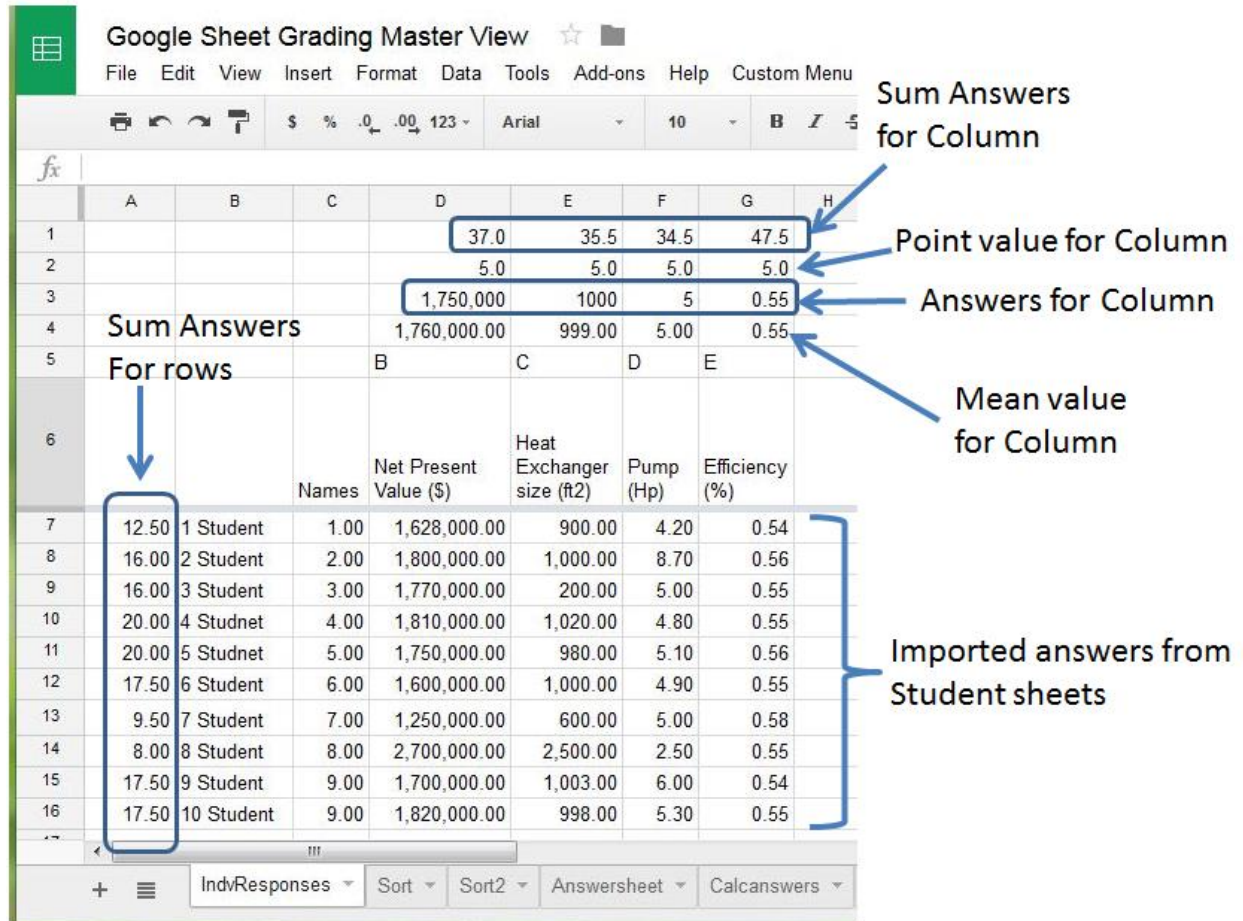 Google Sheet Grading Master View
File Edit View Insert Format Data Tools Add-ons Help Custom Menu
$ % .0 .00 123 Arial 10 B I S
fx
A B C D E F G H
1 37.0 35.5 34.5 47.5
2 5.0 5.0 5.0 5.0
3 1,750,000 1000 5 0.55
4 1,760,000.00 999.00 5.00 0.55
5 B C D E
6 Names Net Present Value ($) Heat Exchanger size (ft2) Pump (Hp) Efficiency (%)
7 12.50 1 Student 1.00 1,628,000.00 900.00 4.20 0.54
8 16.00 2 Student 2.00 1,800,000.00 1,000.00 8.70 0.56
9 16.00 3 Student 3.00 1,770,000.00 200.00 5.00 0.55
10 20.00 4 Studnet 4.00 1,810,000.00 1,020.00 4.80 0.55
11 20.00 5 Studnet 5.00 1,750,000.00 980.00 5.10 0.56
12 17.50 6 Student 6.00 1,600,000.00 1,000.00 4.90 0.55
13 9.50 7 Student 7.00 1,250,000.00 600.00 5.00 0.58
14 8.00 8 Student 8.00 2,700,000.00 2,500.00 2.50 0.55
15 17.50 9 Student 9.00 1,700,000.00 1,003.00 6.00 0.54
16 17.50 10 Student 9.00 1,820,000.00 998.00 5.30 0.55
IndvResponses Sort Sort2 Answersheet Calcanswers
Sum Answers
For rows
Sum Answers
for Column
Point value for Column
Answers for Column
Mean value
for Column
Imported answers from
Student sheets